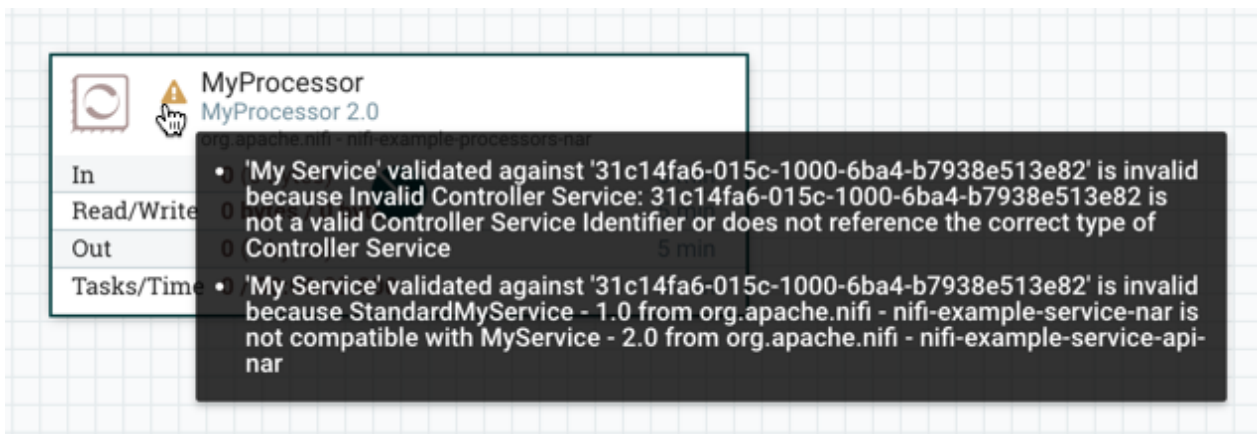 MyProcessor
MyProcessor 2.0
org.apache.nifi - nifi-example-processors-nar
In
Read/Write
Out
5 min
Tasks/Time
• 'My Service' validated against '31c14fa6-015c-1000-6ba4-b7938e513e82' is invalid
because Invalid Controller Service: 31c14fa6-015c-1000-6ba4-b7938e513e82 is
not a valid Controller Service Identifier or does not reference the correct type of
Controller Service
• 'My Service' validated against '31c14fa6-015c-1000-6ba4-b7938e513e82' is invalid
because StandardMyService - 1.0 from org.apache.nifi - nifi-example-service-nar is
not compatible with MyService - 2.0 from org.apache.nifi - nifi-example-service-api-
nar